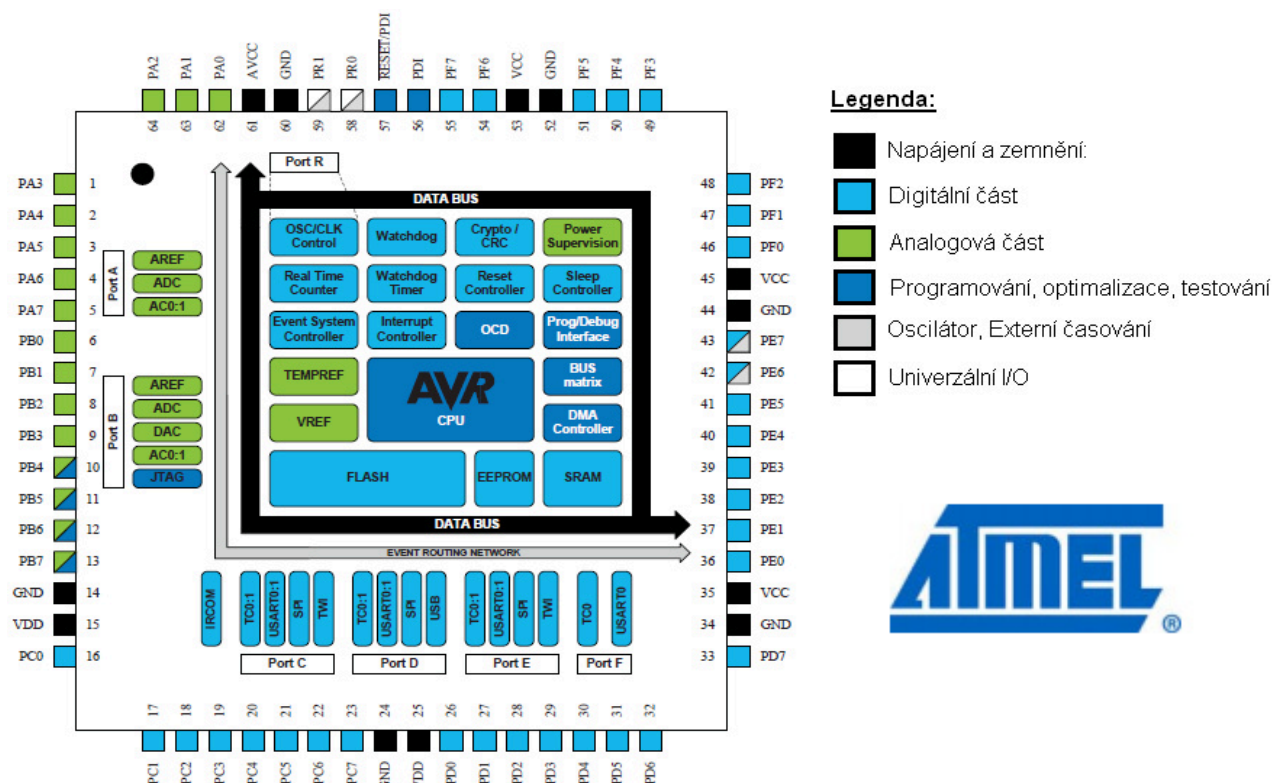 PA2 PA1 PA0 AVCC GND PR1 PR0 RESET/PDI PDI PF7 PF6 VCC GND PF5 PF4 PF3
64 63 62 61 60 59 58 57 56 55 54 53 52 51 50 49
PA3 1
PA4 2
PA5 3
PA6 4
PA7 5
PB0 6
PB1 7
PB2 8
PB3 9
PB4 10
PB5 11
PB6 12
PB7 13
GND 14
VDD 15
PC0 16
Port A
AREF
ADC
AC0:1
Port B
AREF
ADC
DAC
AC0:1
JTAG
Port R
DATA BUS
OSC/CLK
Control
Watchdog
Crypto /
CRC
Power
Supervision
Real Time
Counter
Watchdog
Timer
Reset
Controller
Sleep
Controller
Event System
Controller
Interrupt
Controller
OCD
Prog/Debug
Interface
TEMPREF
AVR
CPU
BUS
matrix
VREF
DMA
Controller
FLASH
EEPROM
SRAM
DATA BUS
EVENT ROUTING NETWORK
IRCOM
TC0:1
USART0:1
SPI
TWI
TC0:1
USART0:1
SPI
USB
TC0:1
USART0:1
SPI
TWI
TC0
USART0
Port C
Port D
Port E
Port F
48 PF2
47 PF1
46 PF0
45 VCC
44 GND
43 PE7
42 PE6
41 PE5
40 PE4
39 PE3
38 PE2
37 PE1
36 PE0
35 VCC
34 GND
33 PD7
17 18 19 20 21 22 23 24 25 26 27 28 29 30 31 32
PC1 PC2 PC3 PC4 PC5 PC6 PC7 GND VDD PD0 PD1 PD2 PD3 PD4 PD5 PD6
Legenda:
Napájení a zemnění:
Digitální část
Analogová část
Programování, optimalizace, testování
Oscilátor, Externí časování
Univerzální I/O
ATMEL
®